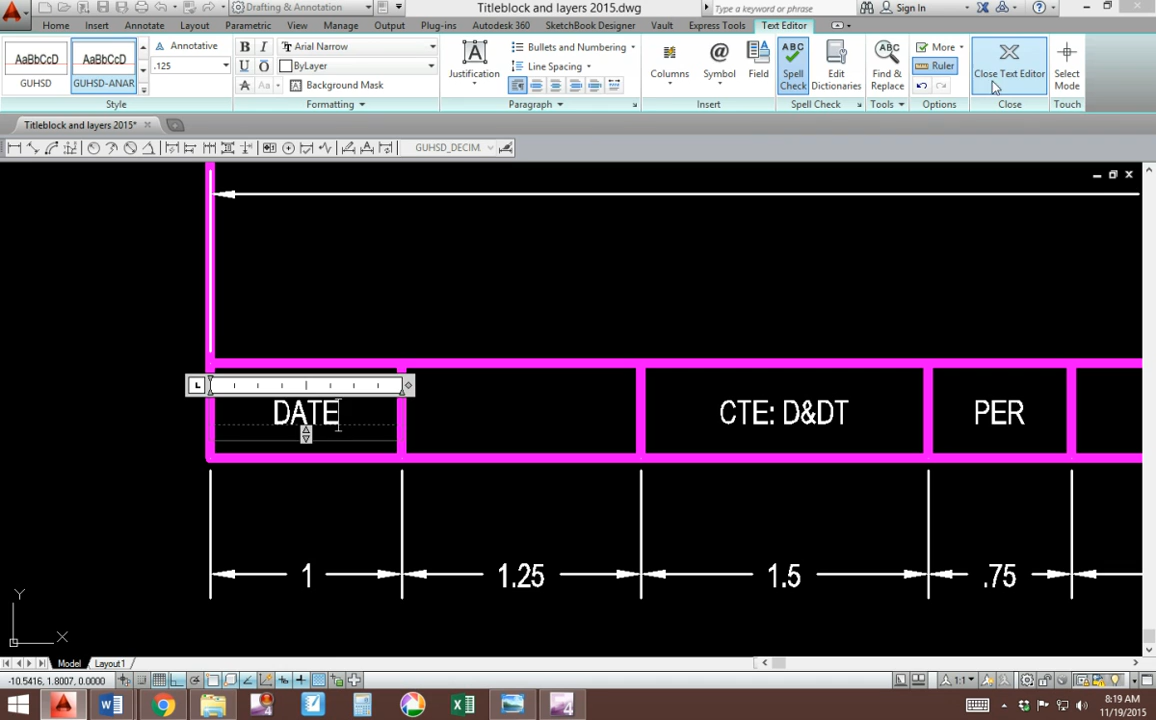 Drafting & Annotation
Titleblock and layers 2015.dwg
Type a keyword or phrase
Sign In
Home Insert Annotate Layout Parametric View Manage Output Plug-ins Autodesk 360 SketchBook Designer Vault Express Tools Text Editor
AaBbCcD AaBbCcD
GUHSD GUHSD-ANAR
Annotative
.125
Style
B I Arial Narrow
U O ByLayer
A Aa Background Mask
Formatting
Justification
Bullets and Numbering
Line Spacing
Paragraph
Columns Symbol Field
Insert
ABC
Spell Check
Edit Dictionaries
Spell Check
ABC
Find & Replace
Tools
More
Ruler
Options
Close Text Editor
Close
Select Mode
Touch
Titleblock and layers 2015*
GUHSD_DECIM.
DATE
CTE: D&DT
PER
1
1.25
1.5
.75
Y
X
Model Layout1
-10.5416, 1.8007, 0.0000
1:1
8:19 AM
11/19/2015